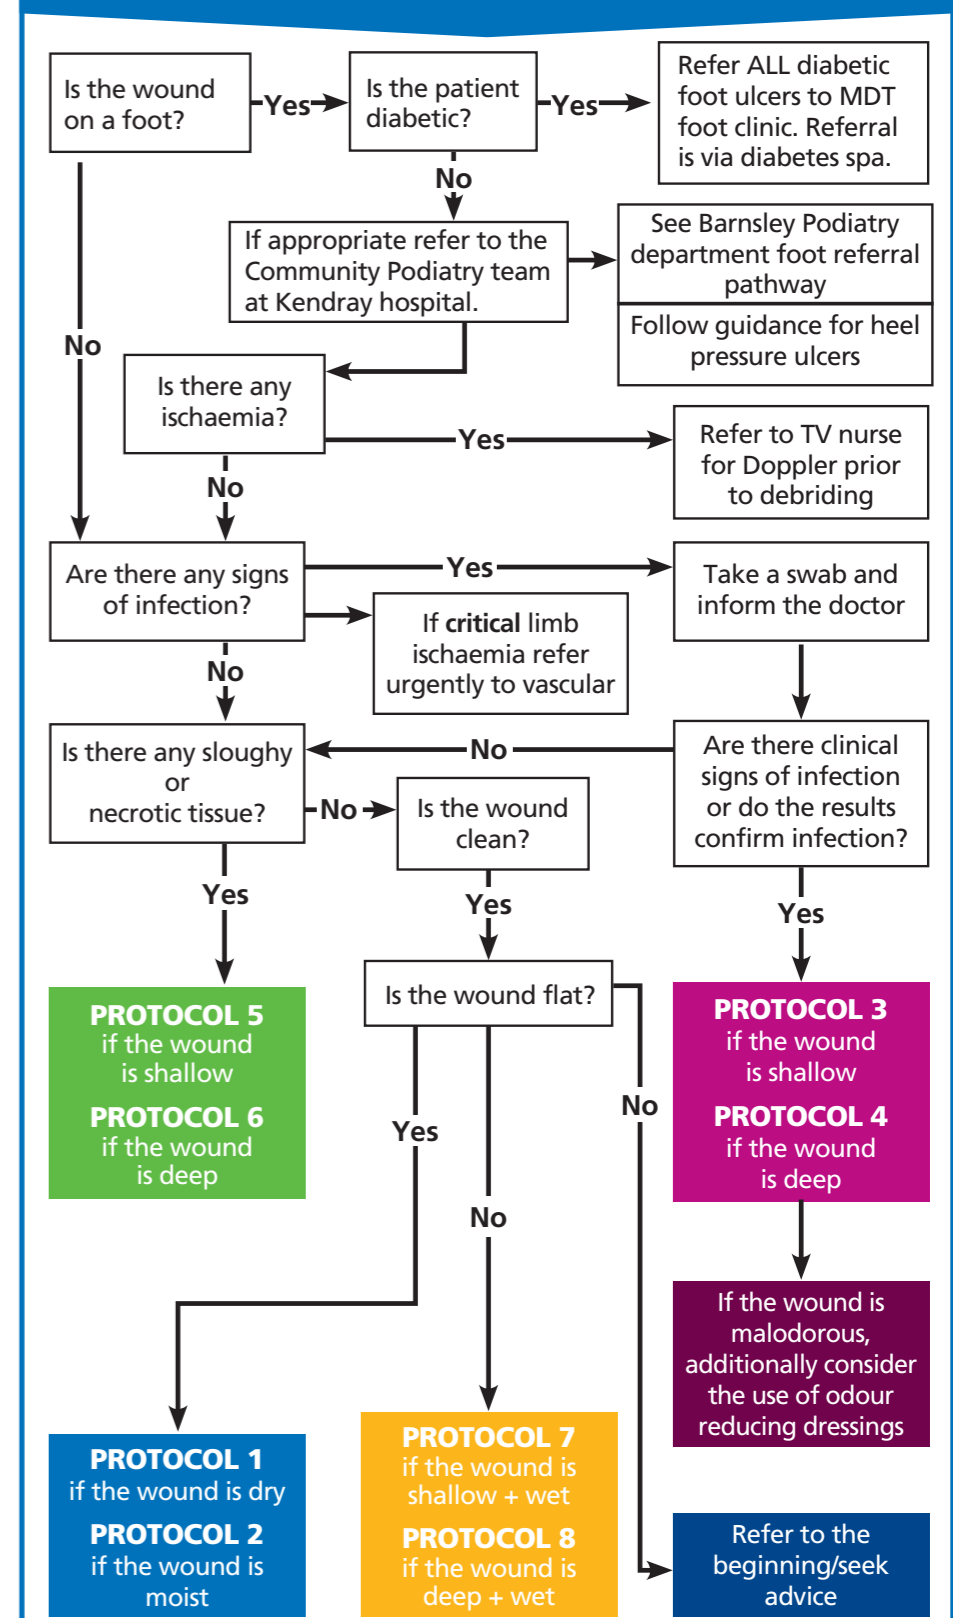 Is the wound
on a foot?
Yes
Is the patient
diabetic?
Yes
Refer ALL diabetic
foot ulcers to MDT
foot clinic. Referral
is via diabetes spa.
No
If appropriate refer to the
Community Podiatry team
at Kendray hospital.
See Barnsley Podiatry
department foot referral
pathway
Follow guidance for heel
pressure ulcers
No
Is there any
ischaemia?
Yes
Refer to TV nurse
for Doppler prior
to debriding
No
Are there any signs
of infection?
Yes
Take a swab and
inform the doctor
If critical limb
ischaemia refer
urgently to vascular
No
Is there any sloughy
or
necrotic tissue?
No
Are there clinical
signs of infection
or do the results
confirm infection?
No
Is the wound
clean?
Yes
Yes
Yes
Is the wound flat?
PROTOCOL 5
if the wound
is shallow
PROTOCOL 6
if the wound
is deep
PROTOCOL 3
if the wound
is shallow
PROTOCOL 4
if the wound
is deep
Yes
No
No
If the wound is
malodorous,
additionally consider
the use of odour
reducing dressings
PROTOCOL 1
if the wound is dry
PROTOCOL 2
if the wound is
moist
PROTOCOL 7
if the wound is
shallow + wet
PROTOCOL 8
if the wound is
deep + wet
Refer to the
beginning/seek
advice